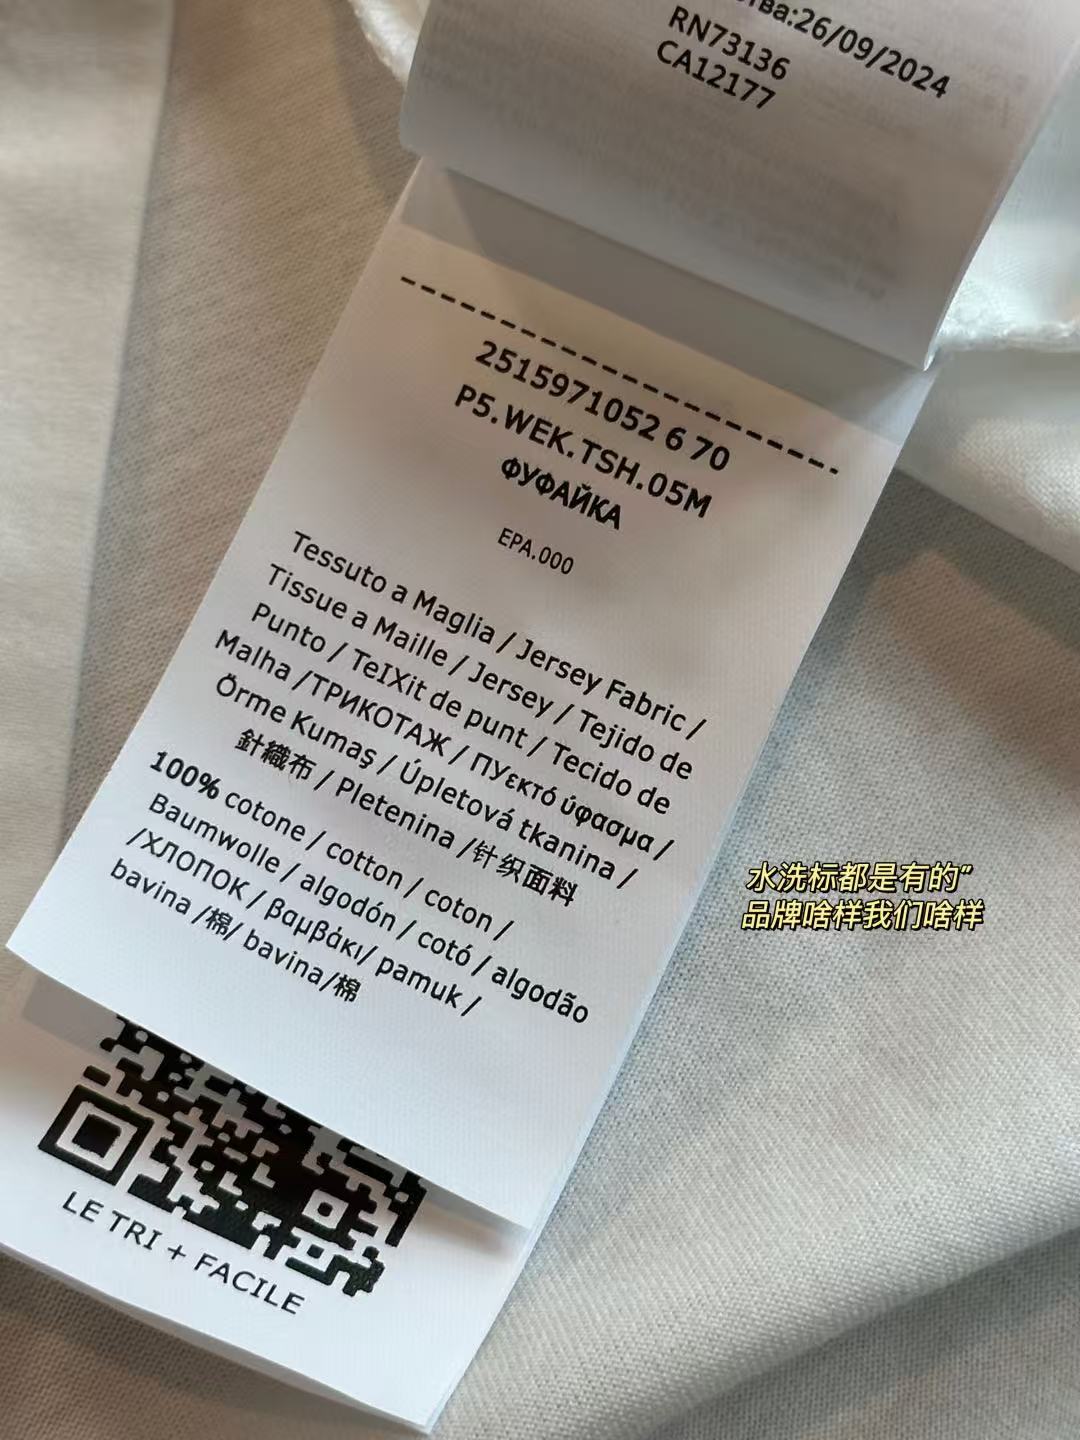 тва:26/09/2024
RN73136
CA12177
2515971052 6 70
P5.WEK.TSH.05M
ФУФАЙКА
EPA.000
Tessuto a Maglia / Jersey Fabric /
Tissue a Maille / Jersey / Tejido de
Punto / TeIXit de punt / Tecido de
Malha /ТРИКОТАЖ / ΠΥεκτό ύφασμα /
Örme Kumaş / Úpletová tkanina /
針織布 / Pletenina /针织面料
100% cotone / cotton / coton /
Baumwolle / algodón / cotó / algodão
/ХЛОПОК / βαμβάκι/ pamuk /
bavina /棉/ bavina/棉
水洗标都是有的”
品牌啥样我们啥样
LE TRI + FACILE